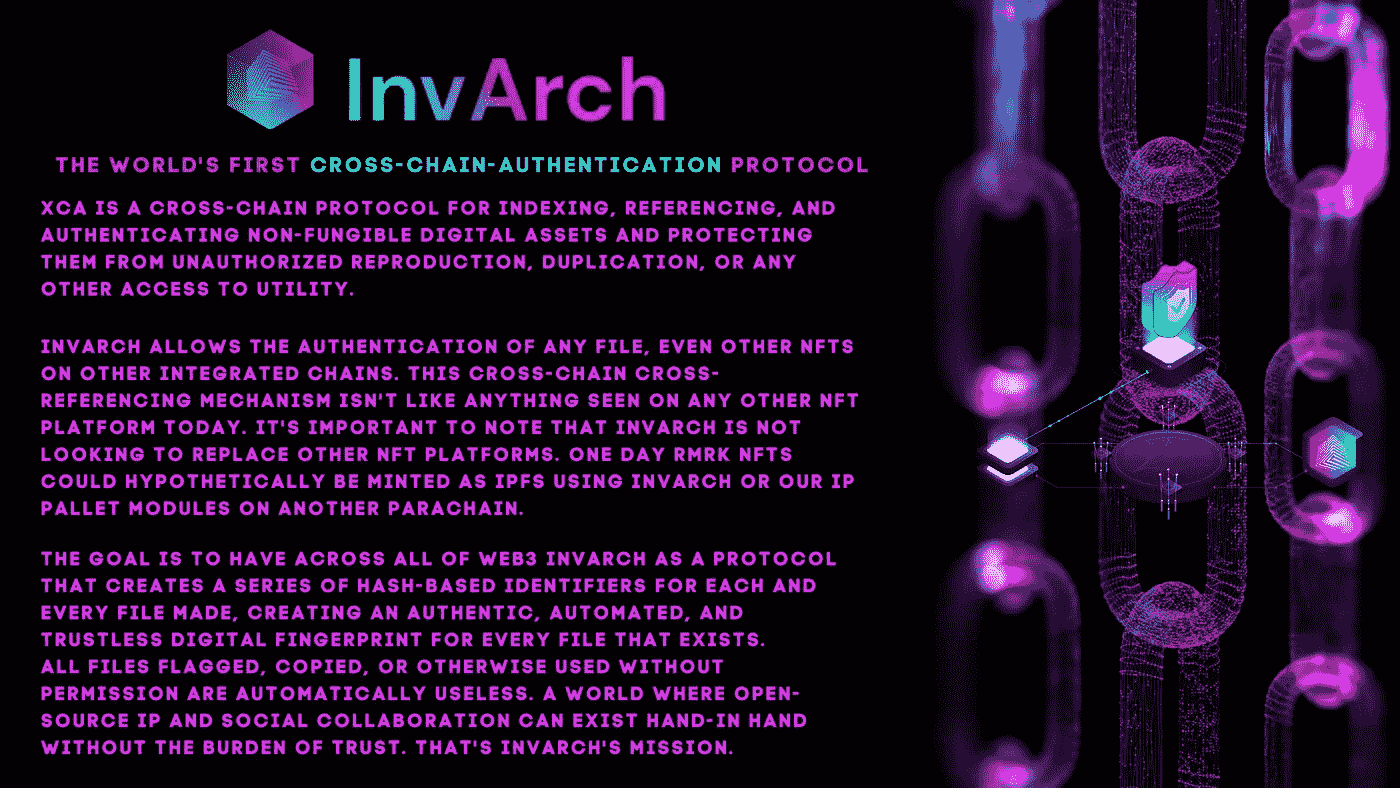 InvArch
THE WORLD'S FIRST CROSS-CHAIN-AUTHENTICATION PROTOCOL
XCA IS A CROSS-CHAIN PROTOCOL FOR INDEXING, REFERENCING, AND
AUTHENTICATING NON-FUNGIBLE DIGITAL ASSETS AND PROTECTING
THEM FROM UNAUTHORIZED REPRODUCTION, DUPLICATION, OR ANY
OTHER ACCESS TO UTILITY.
INVARCH ALLOWS THE AUTHENTICATION OF ANY FILE, EVEN OTHER NFTS
ON OTHER INTEGRATED CHAINS. THIS CROSS-CHAIN CROSS-
REFERENCING MECHANISM ISN'T LIKE ANYTHING SEEN ON ANY OTHER NFT
PLATFORM TODAY. IT'S IMPORTANT TO NOTE THAT INVARCH IS NOT
LOOKING TO REPLACE OTHER NFT PLATFORMS. ONE DAY RMRK NFTS
COULD HYPOTHETICALLY BE MINTED AS IPFS USING INVARCH OR OUR IP
PALLET MODULES ON ANOTHER PARACHAIN.
THE GOAL IS TO HAVE ACROSS ALL OF WEB3 INVARCH AS A PROTOCOL
THAT CREATES A SERIES OF HASH-BASED IDENTIFIERS FOR EACH AND
EVERY FILE MADE, CREATING AN AUTHENTIC, AUTOMATED, AND
TRUSTLESS DIGITAL FINGERPRINT FOR EVERY FILE THAT EXISTS.
ALL FILES FLAGGED, COPIED, OR OTHERWISE USED WITHOUT
PERMISSION ARE AUTOMATICALLY USELESS. A WORLD WHERE OPEN-
SOURCE IP AND SOCIAL COLLABORATION CAN EXIST HAND-IN HAND
WITHOUT THE BURDEN OF TRUST. THAT'S INVARCH'S MISSION.